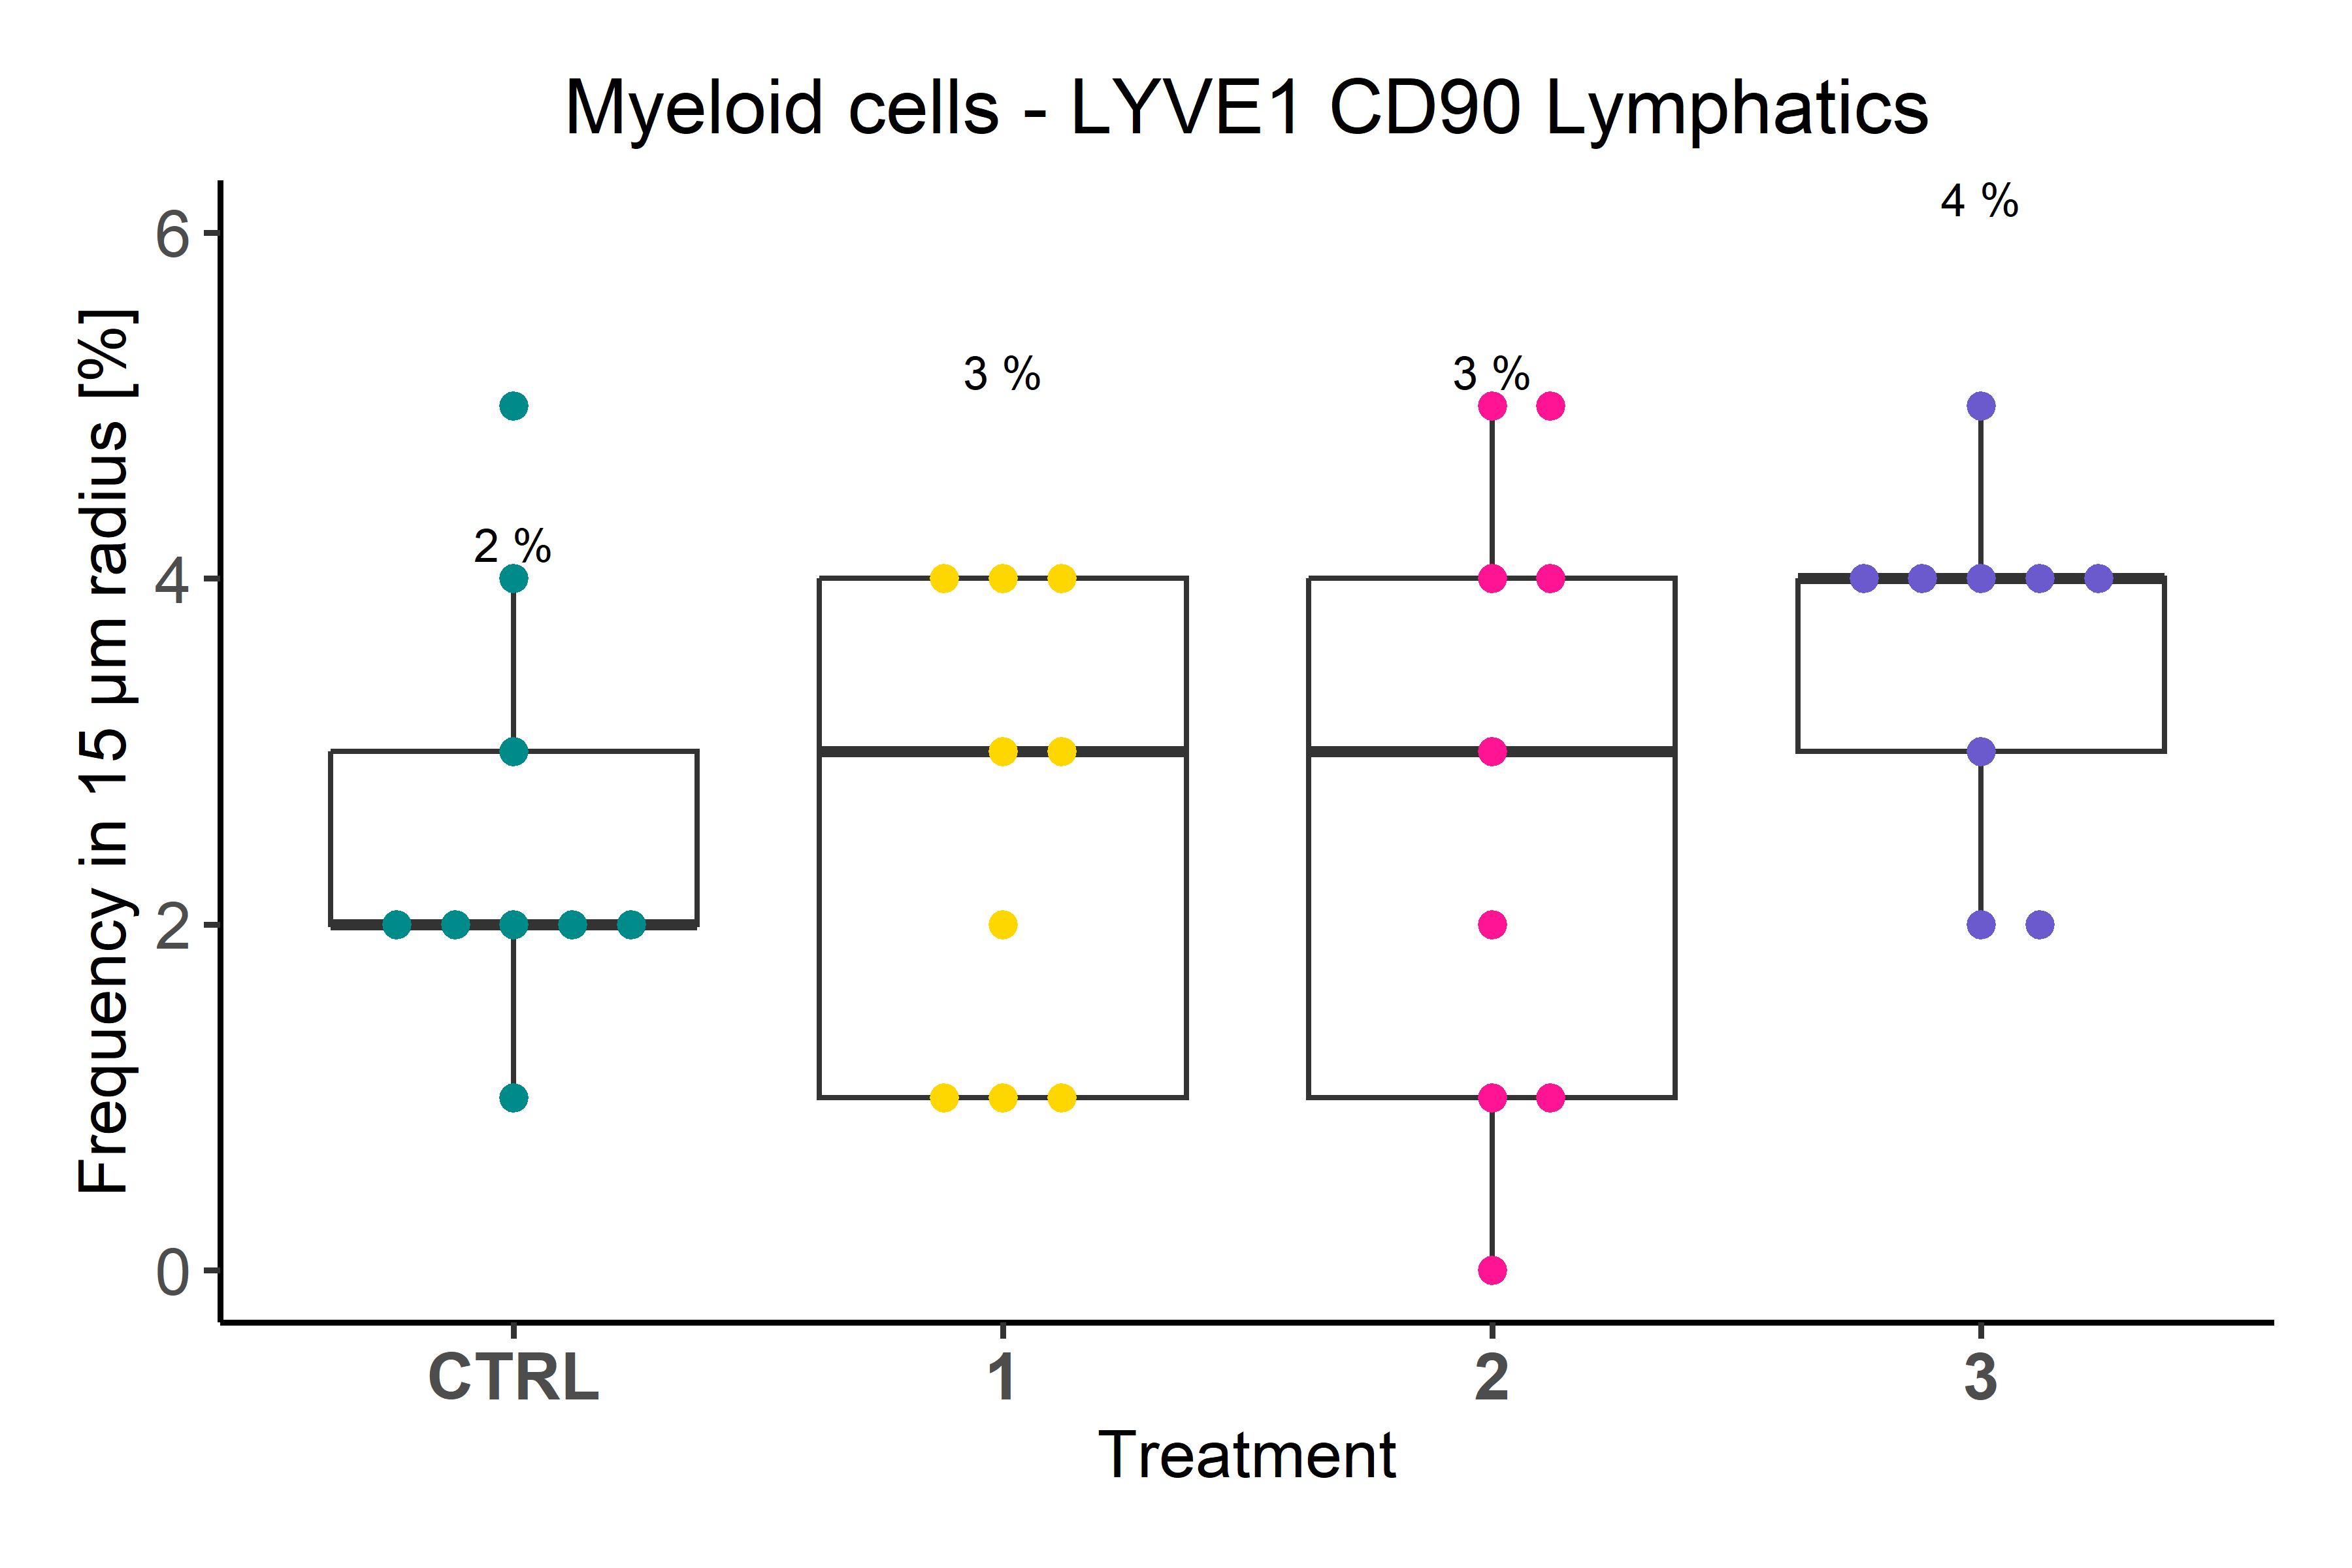 Myeloid cells - LYVE1 CD90 Lymphatics
Frequency in 15 µm radius [%]
6
4
2
0
2 %
3 %
3 %
4 %
CTRL
1
2
3
Treatment